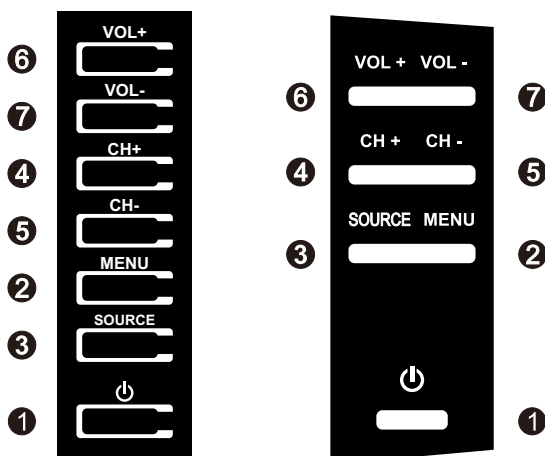 VOL+
6
VOL-
7
CH+
4
CH-
5
MENU
2
SOURCE
3
1
VOL + VOL -
6 7
CH + CH -
4 5
SOURCE MENU
3 2
1